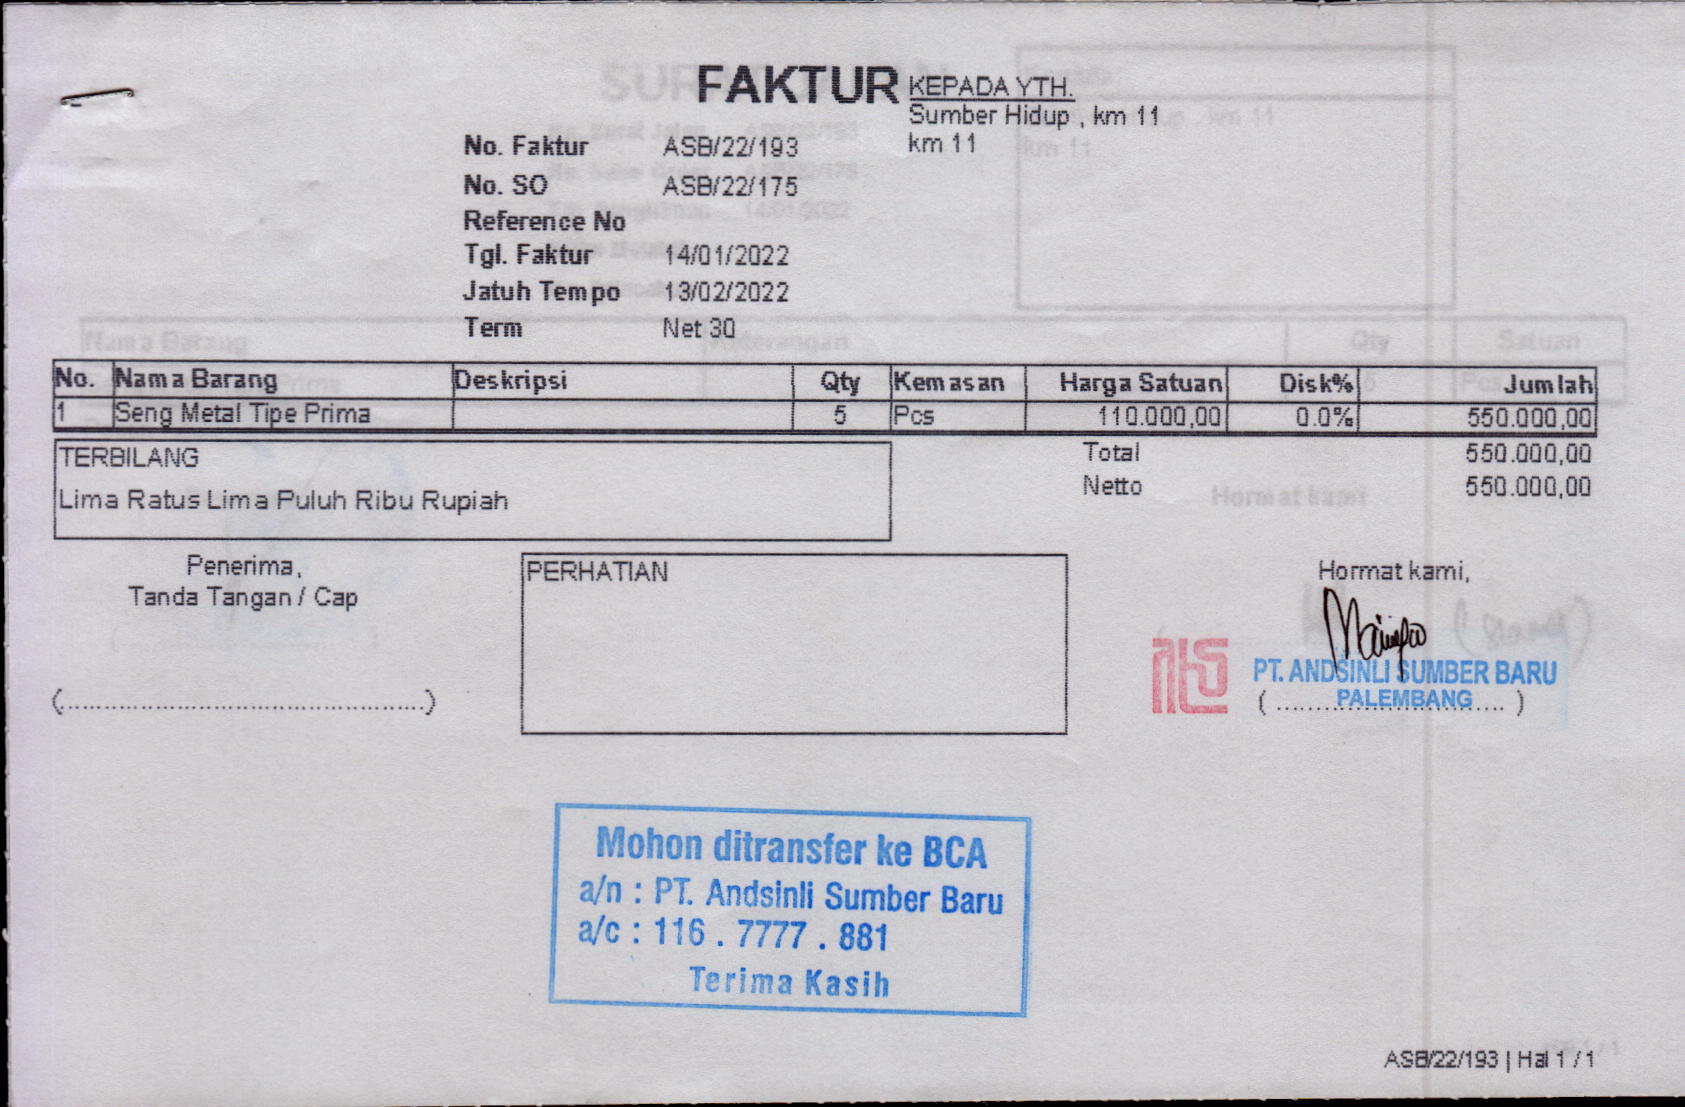 FAKTUR
KEPADA YTH.
Sumber Hidup , km 11
km 11
No. Faktur ASB/22/193
No. SO ASB/22/175
Reference No
Tgl. Faktur 14/01/2022
Jatuh Tempo 13/02/2022
Term Net 30
No. Nama Barang Deskripsi Qty Kemasan Harga Satuan Disk% Jumlah
1 Seng Metal Tipe Prima 5 Pcs 110.000,00 0.0% 550.000,00
TERBILANG
Lima Ratus Lima Puluh Ribu Rupiah
Total 550.000,00
Netto 550.000,00
Penerima,
Tanda Tangan / Cap
(................................................)
PERHATIAN
Hormat kami,
PT. ANDSINLI SUMBER BARU
PALEMBANG
Mohon ditransfer ke BCA
a/n : PT. Andsinli Sumber Baru
a/c : 116 . 7777 . 881
Terima Kasih
ASB/22/193 | Hal 1 / 1